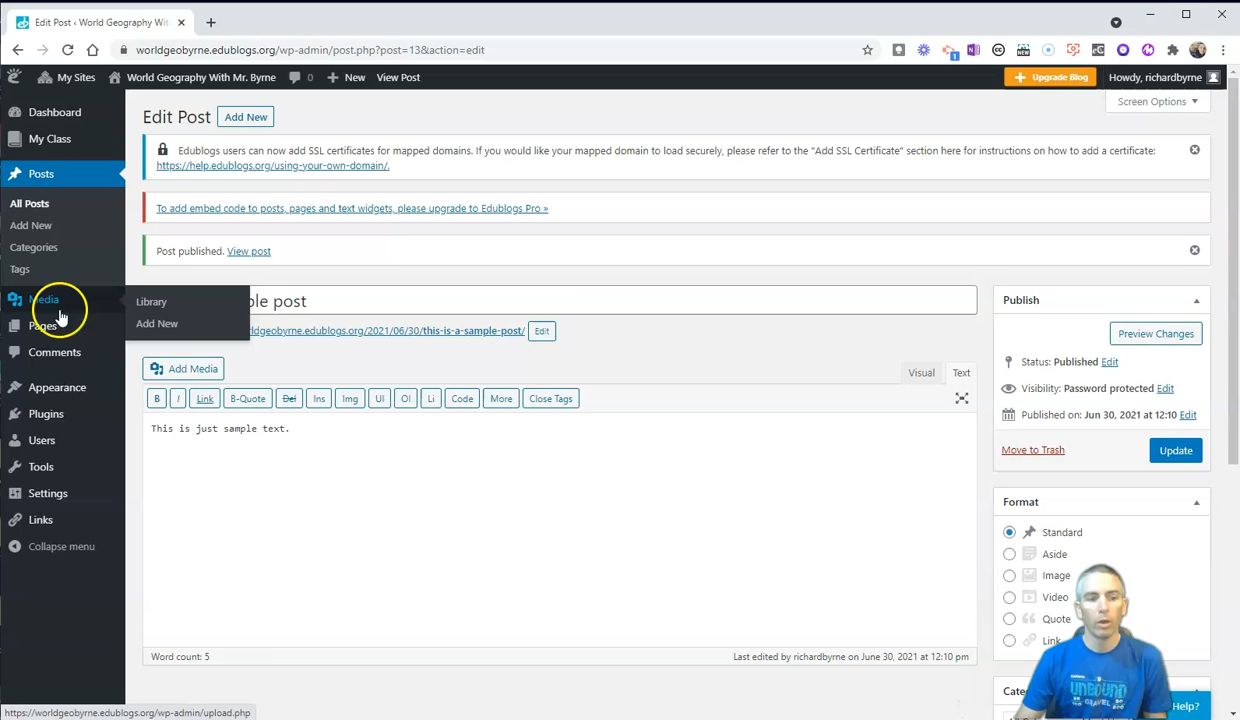 Edit Post ‹ World Geography With
worldgeobyrne.edublogs.org/wp-admin/post.php?post=13&action=edit
My Sites World Geography With Mr. Byrne 0 New View Post Upgrade Blog Howdy, richardbyrne
Dashboard
My Class
Posts
All Posts
Add New
Categories
Tags
Media
Pages
Comments
Appearance
Plugins
Users
Tools
Settings
Links
Collapse menu
Library
Add New
Screen Options
Edit Post Add New
Edublogs users can now add SSL certificates for mapped domains. If you would like your mapped domain to load securely, please refer to the "Add SSL Certificate" section here for instructions on how to add a certificate:
https://help.edublogs.org/using-your-own-domain/.
To add embed code to posts, pages and text widgets, please upgrade to Edublogs Pro »
Post published. View post
ple post
ldgeobyrne.edublogs.org/2021/06/30/this-is-a-sample-post/ Edit
Add Media Visual Text
B I Link B-Quote Del Ins Img Ul Ol Li Code More Close Tags
This is just sample text.
Word count: 5 Last edited by richardbyrne on June 30, 2021 at 12:10 pm
Publish
Preview Changes
Status: Published Edit
Visibility: Password protected Edit
Published on: Jun 30, 2021 at 12:10 Edit
Move to Trash Update
Format
Standard
Aside
Image
Video
Quote
Link
Help?
https://worldgeobyrne.edublogs.org/wp-admin/upload.php